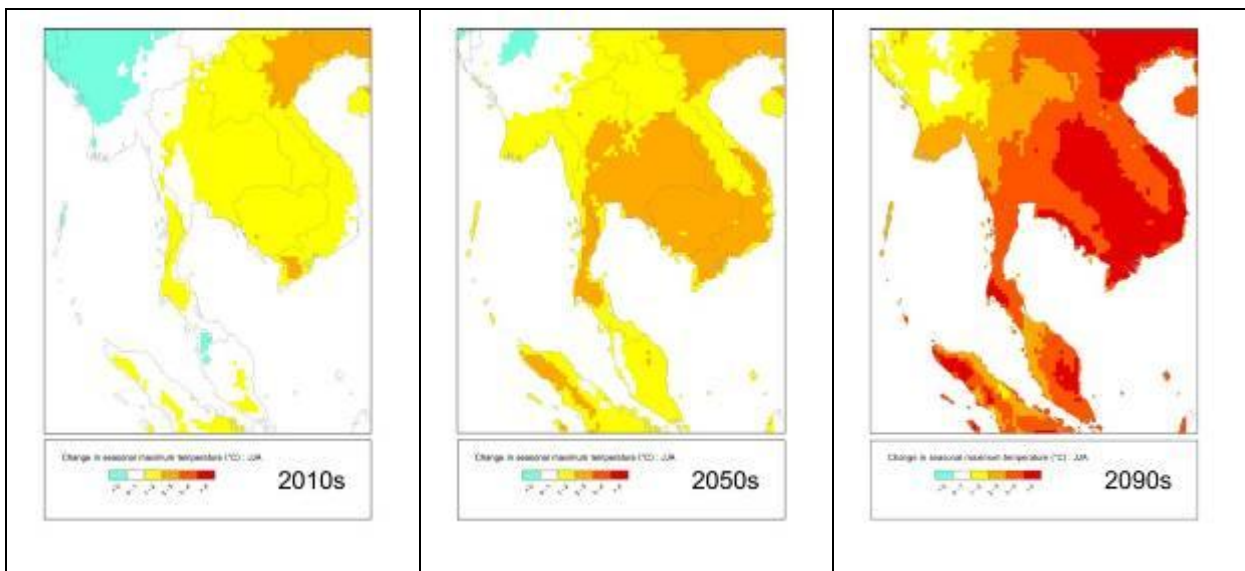 Change in seasonal maximum temperature (°C) : JJA
2010s
Change in seasonal maximum temperature (°C) : JJA
2050s
Change in seasonal maximum temperature (°C) : JJA
2090s